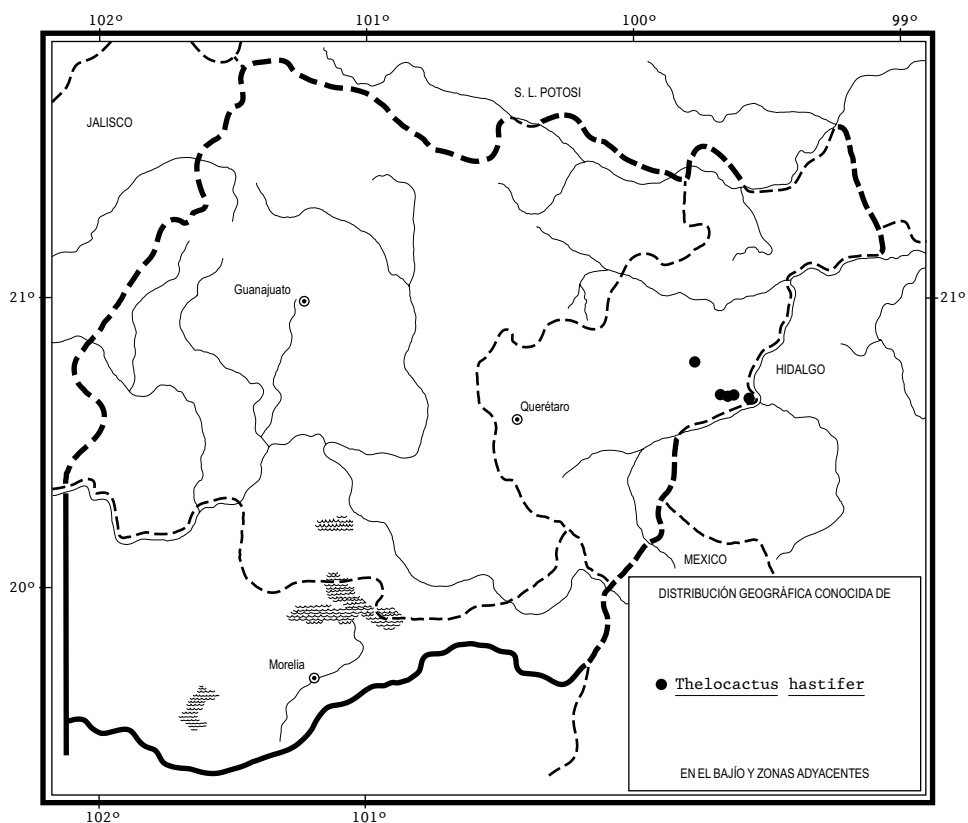 102º 101º 100º 99º
S. L. POTOSI
JALISCO
Guanajuato
21º 21º
HIDALGO
Querétaro
MEXICO
20º
DISTRIBUCIÓN GEOGRÁFICA CONOCIDA DE
Morelia
Thelocactus hastifer
EN EL BAJÍO Y ZONAS ADYACENTES
102º 101º